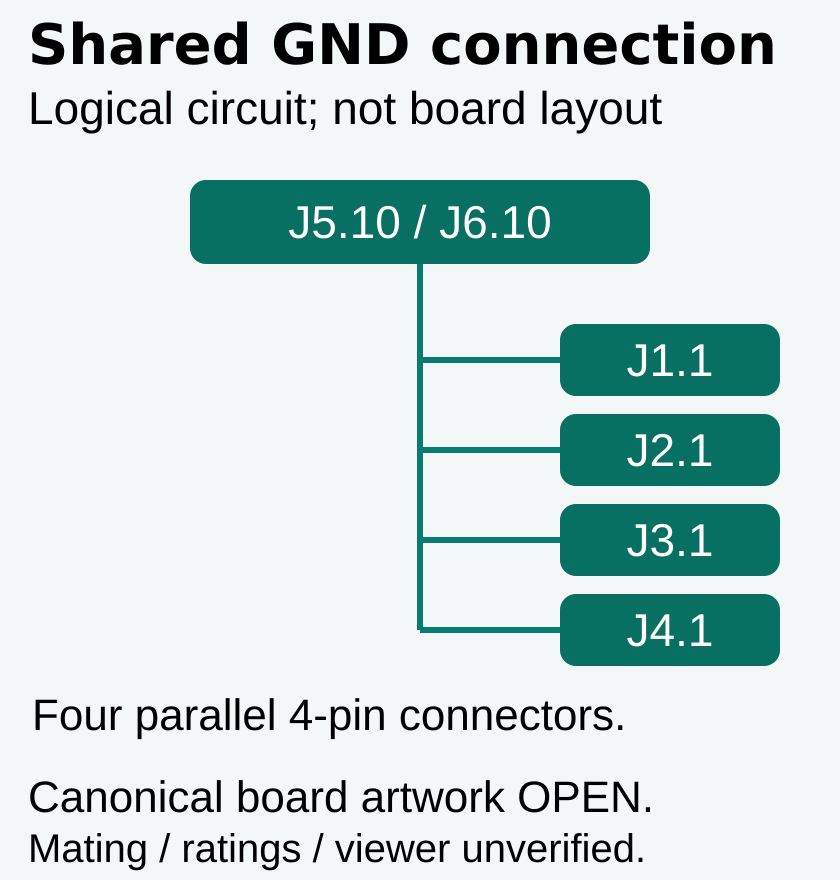 Shared GND connection
Logical circuit; not board layout
J5.10 / J6.10
J1.1
J2.1
J3.1
J4.1
Four parallel 4-pin connectors.
Canonical board artwork OPEN.
Mating / ratings / viewer unverified.